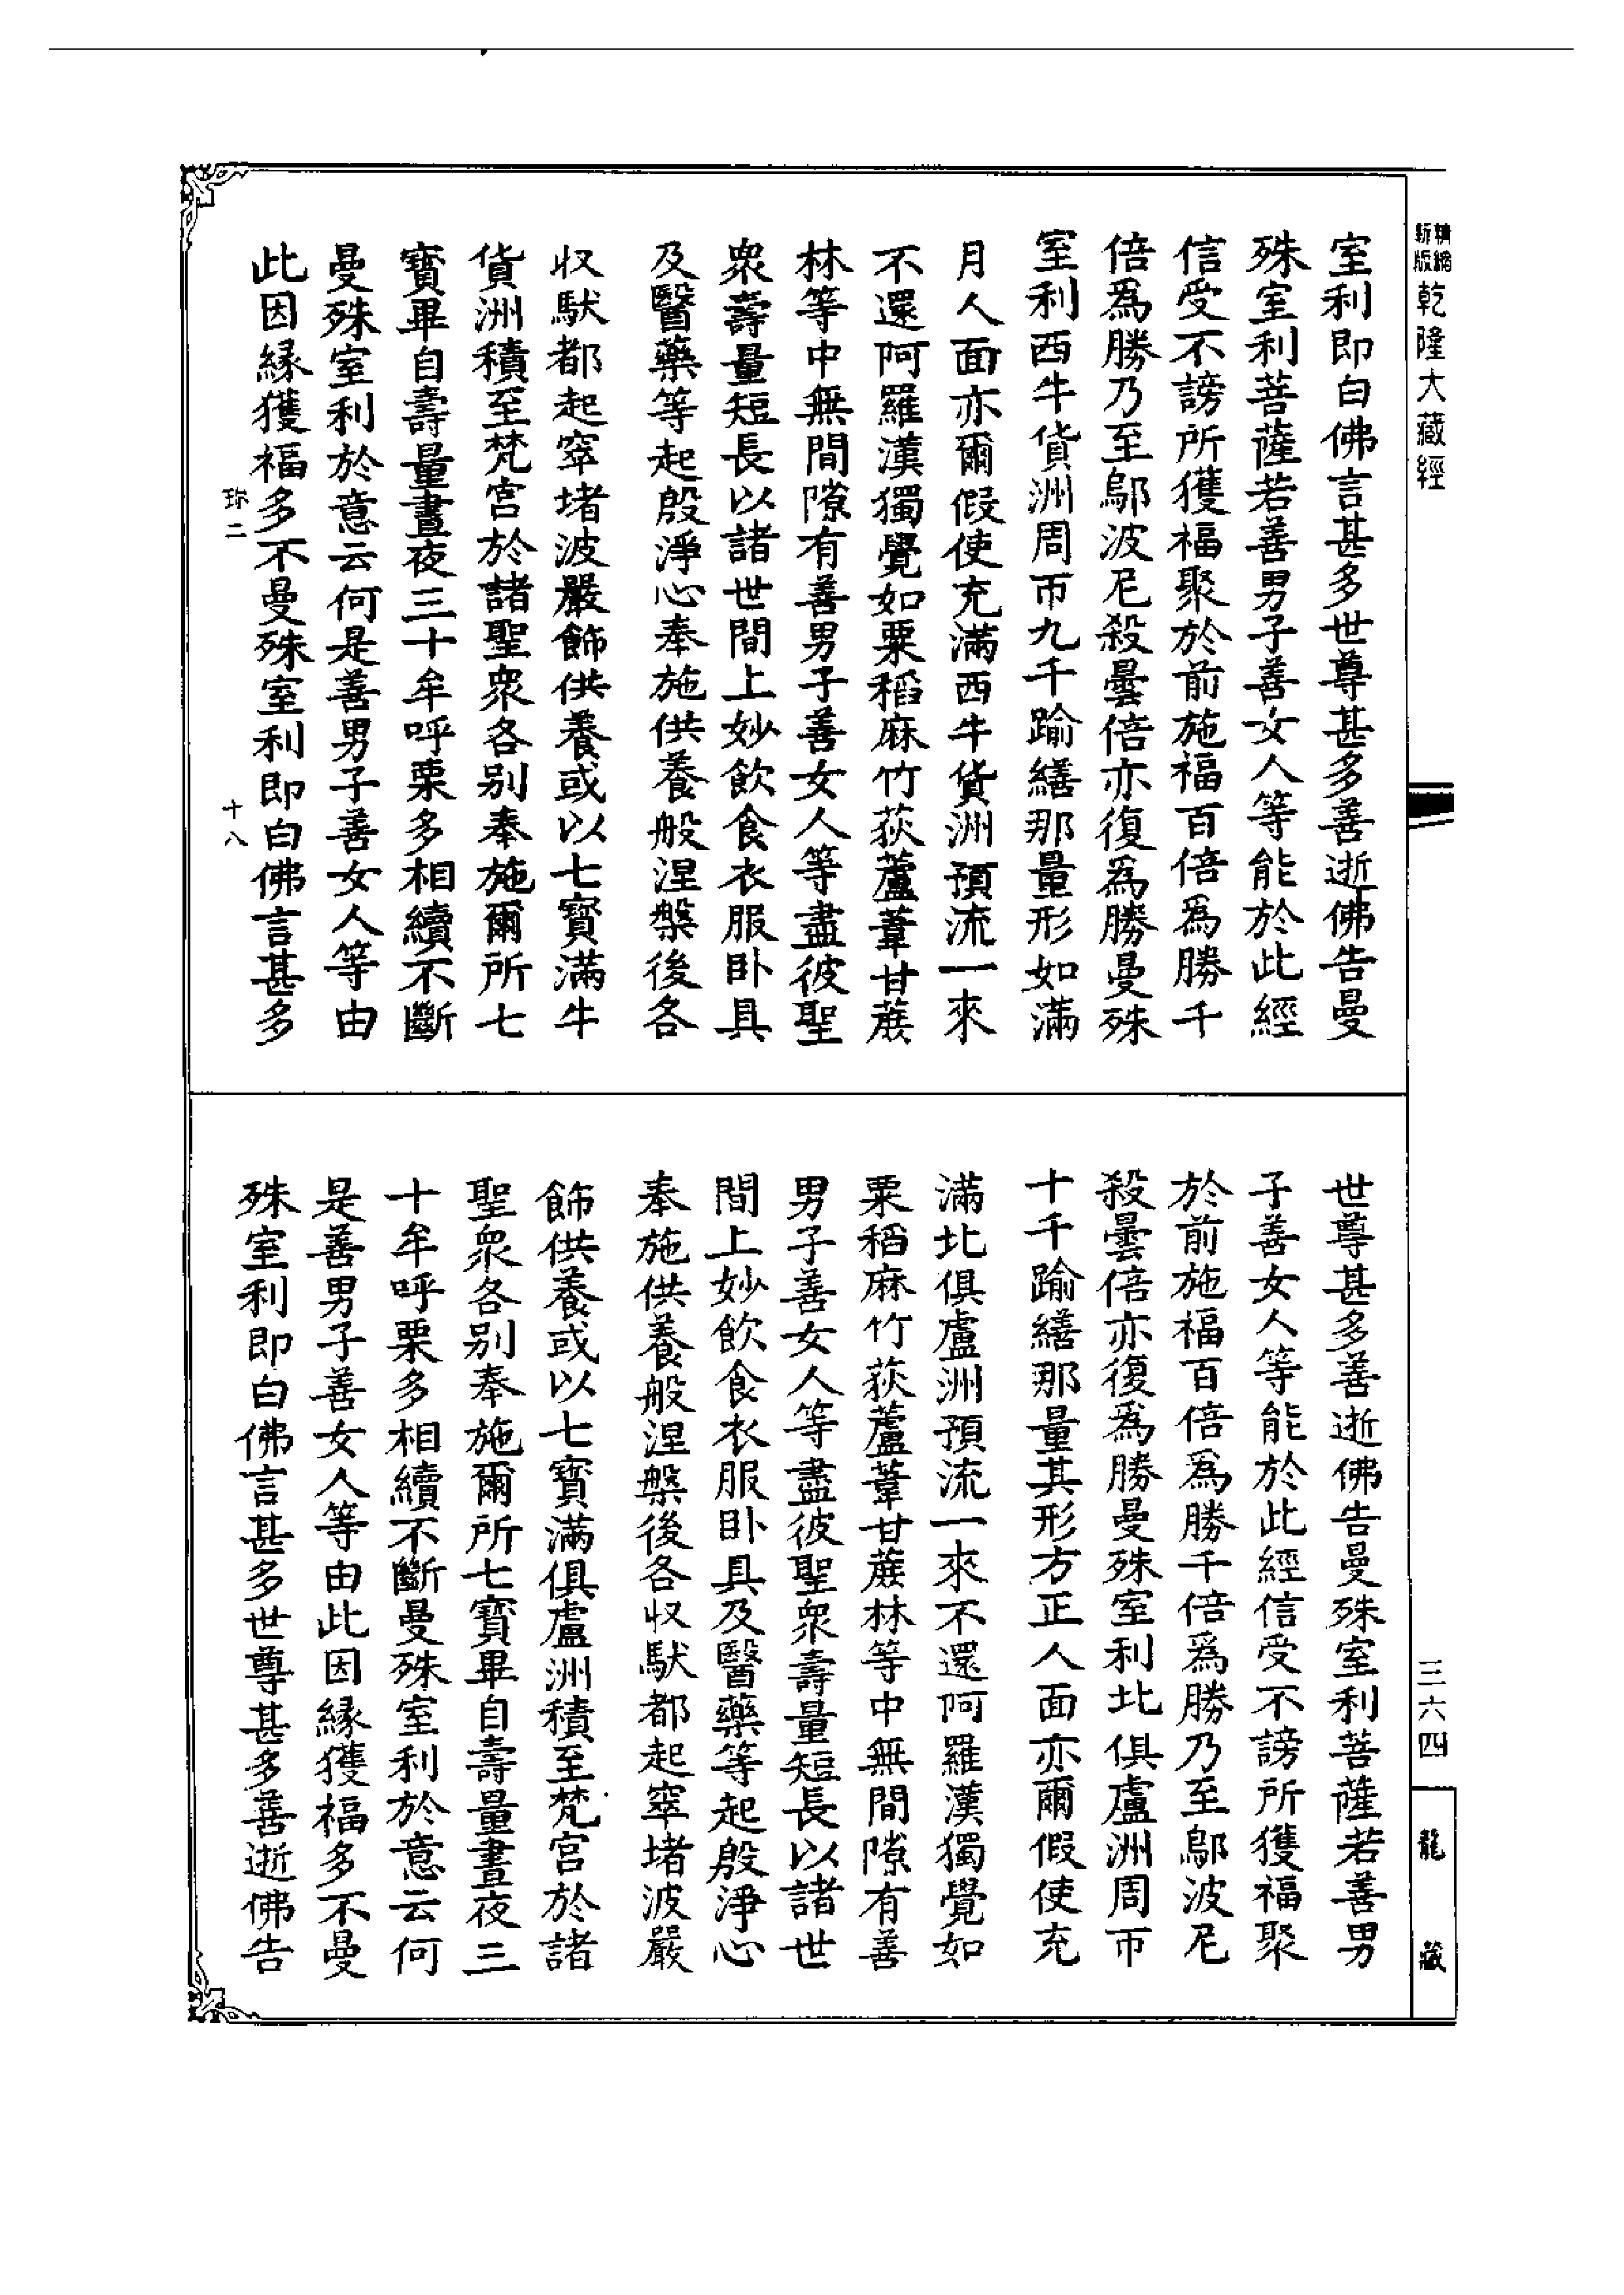 精縮新版乾隆大藏經
室利即白佛言甚多世尊甚多善逝佛告曼
殊室利菩薩若善男子善女人等能於此經
信受不謗所獲福聚於前施福百倍爲勝千
倍爲勝乃至鄔波尼殺曇倍亦復爲勝曼殊
室利西牛貨洲周帀九千踰繕那量形如滿
月人面亦爾假使充滿西牛貨洲預流一來
不還阿羅漢獨覺如粟稻麻竹荻蘆葦甘蔗
林等中無間隙有善男子善女人等盡彼聖
衆壽量短長以諸世間上妙飲食衣服卧具
及醫藥等起殷淨心奉施供養般涅槃後各
収馱都起窣堵波嚴飾供養或以七寳滿牛
貨洲積至梵宫於諸聖衆各别奉施爾所七
寳畢自壽量晝夜三十牟呼栗多相續不斷
曼殊室利於意云何是善男子善女人等由
此因縁獲福多不曼殊室利即白佛言甚多
二
十八
世尊甚多善逝佛告曼殊室利菩薩若善男
子善女人等能於此經信受不謗所獲福聚
於前施福百倍爲勝千倍爲勝乃至鄔波尼
殺曇倍亦復爲勝曼殊室利北俱盧洲周帀
十千踰繕那量其形方正人面亦爾假使充
滿北俱盧洲預流一來不還阿羅漢獨覺如
粟稻麻竹荻蘆葦甘蔗林等中無間隙有善
男子善女人等盡彼聖衆壽量短長以諸世
間上妙飲食衣服卧具及醫藥等起殷淨心
奉施供養般涅槃後各収馱都起窣堵波嚴
飾供養或以七寳滿俱盧洲積至梵宫於諸
聖衆各别奉施爾所七寳畢自壽量晝夜三
十牟呼栗多相續不斷曼殊室利於意云何
是善男子善女人等由此因縁獲福多不曼
殊室利即白佛言甚多世尊甚多善逝佛告
三六四
龍藏